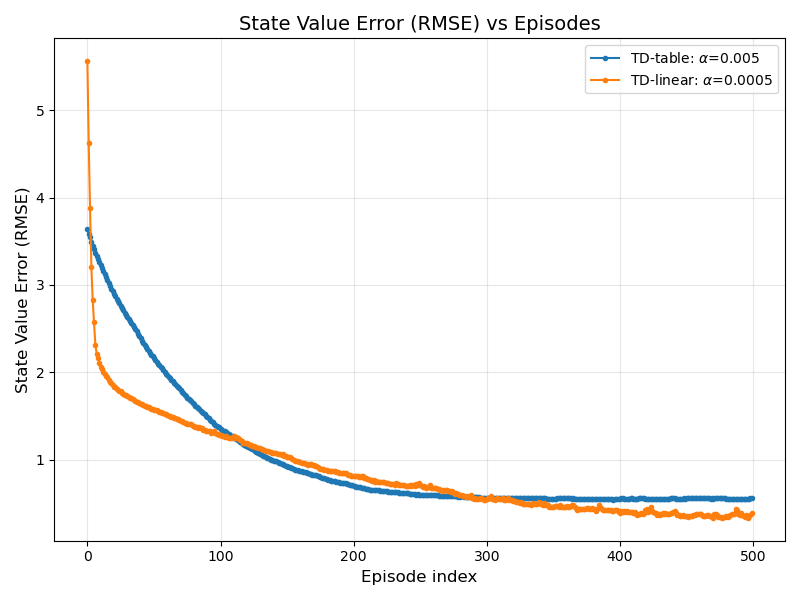 State Value Error (RMSE) vs Episodes
TD-table: α=0.005
TD-linear: α=0.0005
State Value Error (RMSE)
5
4
3
2
1
0
100
200
300
400
500
Episode index